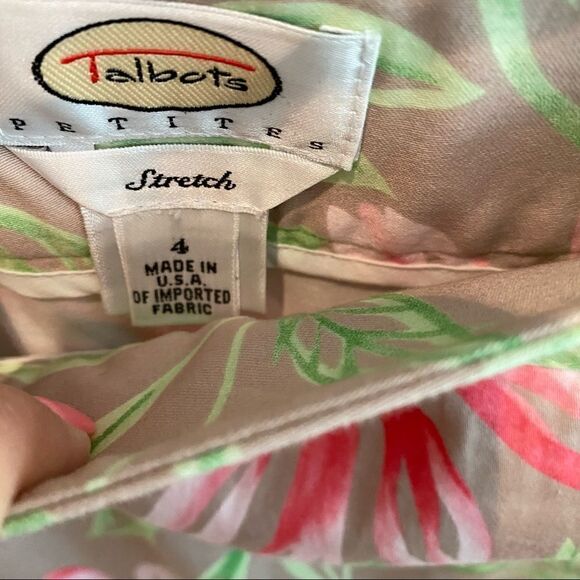 Talbots
PETITES
Stretch
4
MADE IN
U.S.A.
OF IMPORTED
FABRIC